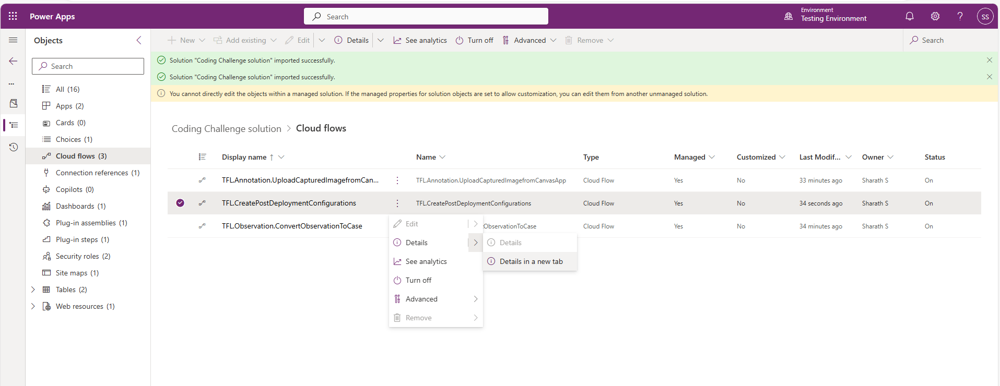 Power Apps
Search
Environment
Testing Environment
?
SS
Objects
New
Add existing
Edit
Details
See analytics
Turn off
Advanced
Remove
Search
Search
Solution "Coding Challenge solution" imported successfully.
Solution "Coding Challenge solution" imported successfully.
You cannot directly edit the objects within a managed solution. If the managed properties for solution objects are set to allow customization, you can edit them from another unmanaged solution.
All (16)
Apps (2)
Cards (0)
Choices (1)
Cloud flows (3)
Connection references (1)
Copilots (0)
Dashboards (1)
Plug-in assemblies (1)
Plug-in steps (1)
Security roles (2)
Site maps (1)
Tables (2)
Web resources (1)
Coding Challenge solution > Cloud flows
Display name ↑ Name Type Managed Customized Last Modif... Owner Status
TFL.Annotation.UploadCapturedImagefromCan... TFL.Annotation.UploadCapturedImagefromCanvasApp Cloud Flow Yes No 33 minutes ago Sharath S On
TFL.CreatePostDeploymentConfigurations TFL.CreatePostDeploymentConfigurations Cloud Flow Yes No 34 seconds ago Sharath S On
TFL.Observation.ConvertObservationToCase ObservationToCase Cloud Flow Yes No 34 minutes ago Sharath S On
Edit
Details
See analytics
Turn off
Advanced
Remove
Details
Details in a new tab